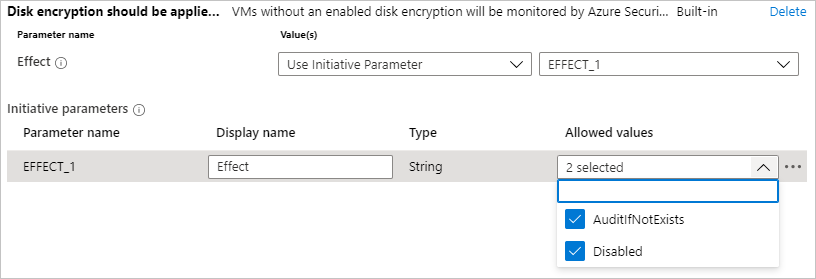 Disk encryption should be applie... VMs without an enabled disk encryption will be monitored by Azure Securi... Built-in Delete
Parameter name Value(s)
Effect Use Initiative Parameter EFFECT_1
Initiative parameters
Parameter name Display name Type Allowed values
EFFECT_1 Effect String 2 selected
AuditIfNotExists
Disabled